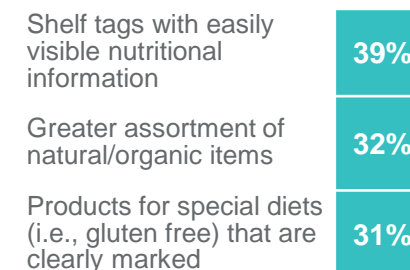 Shelf tags with easily
visible nutritional
information
39%
Greater assortment of
natural/organic items
32%
Products for special diets
(i.e., gluten free) that are
clearly marked
31%